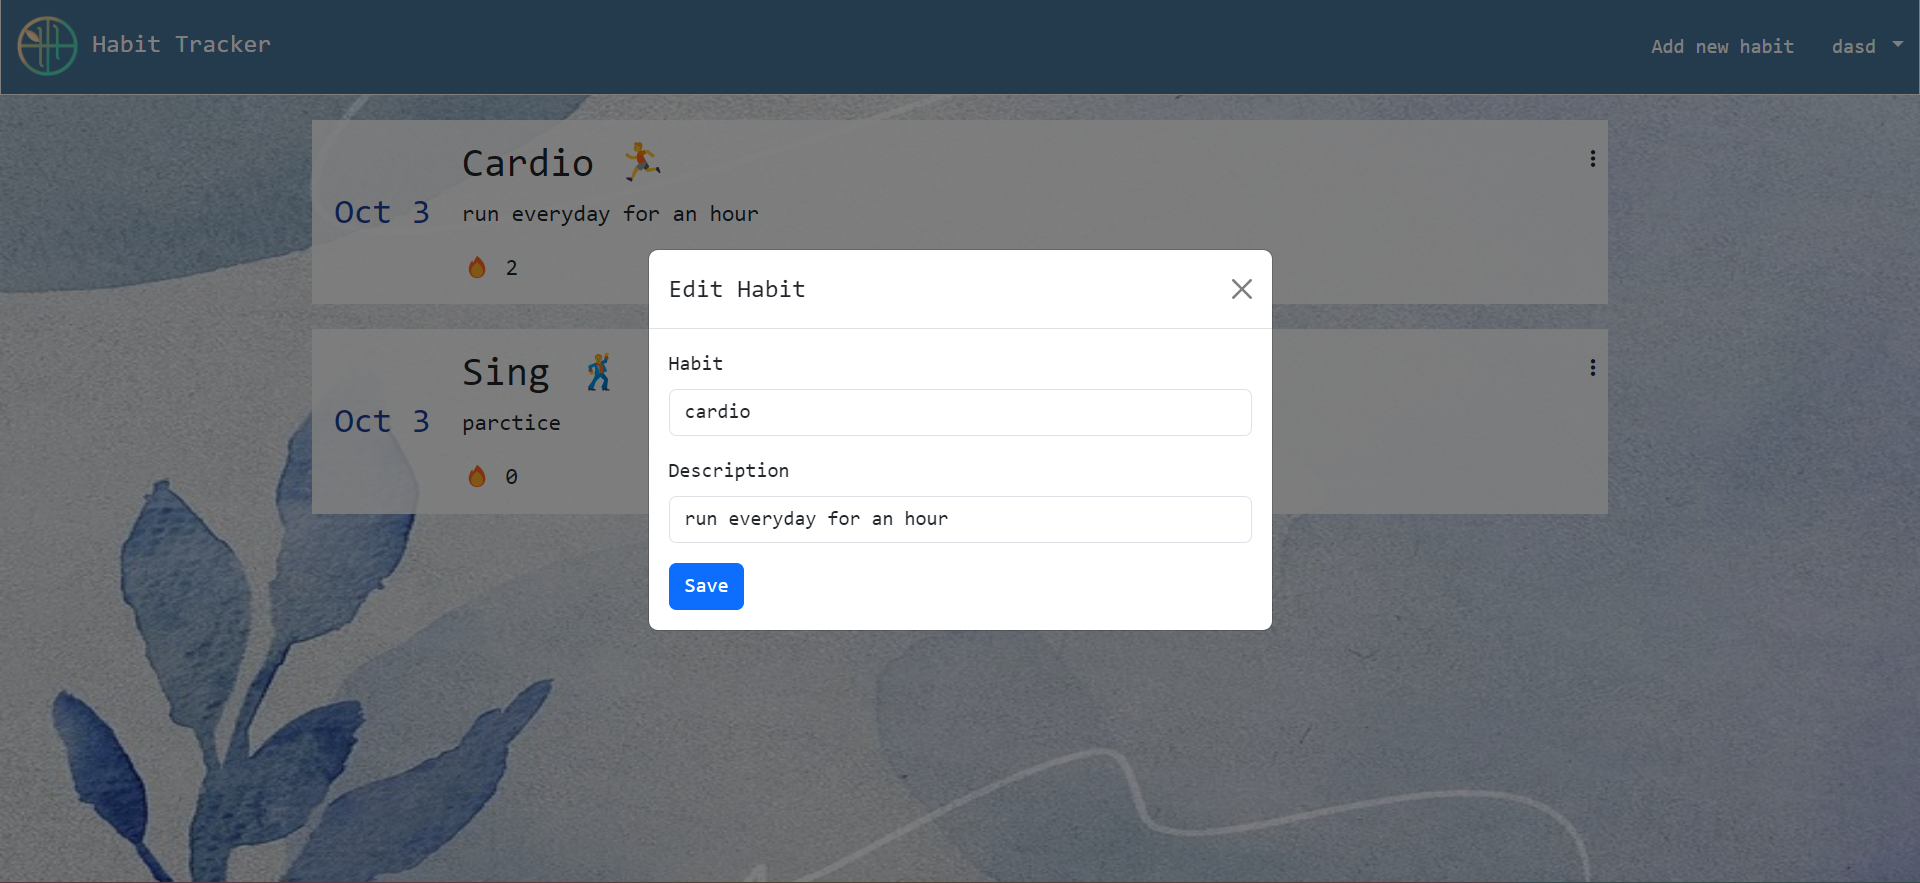 Habit Tracker
Add new habit
dasd
Cardio 🏃
Oct 3
run everyday for an hour
🔥 2
Sing 🕺
Oct 3
parctice
🔥 0
Edit Habit
Habit
cardio
Description
run everyday for an hour
Save